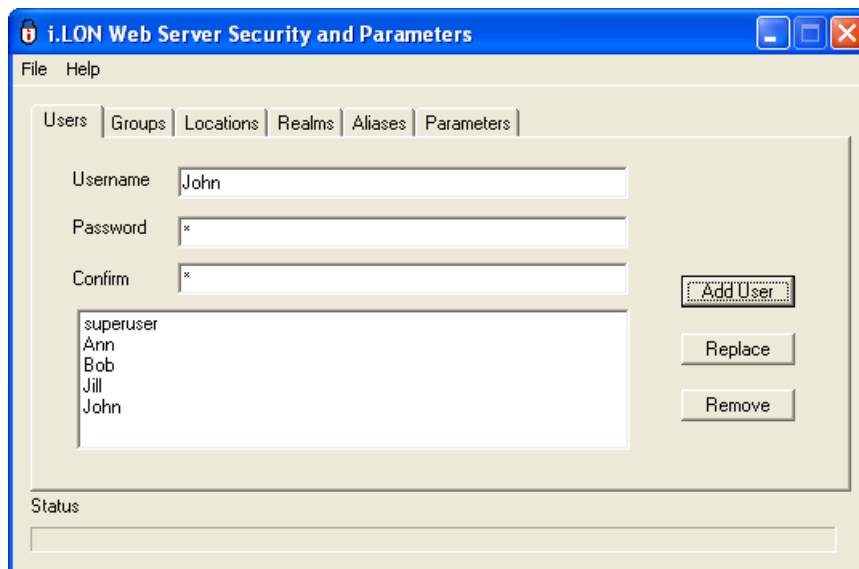 i.LON Web Server Security and Parameters
File Help
Users Groups Locations Realms Aliases Parameters
Username John
Password *
Confirm *
Add User
superuser
Ann
Bob
Jill
John
Replace
Remove
Status